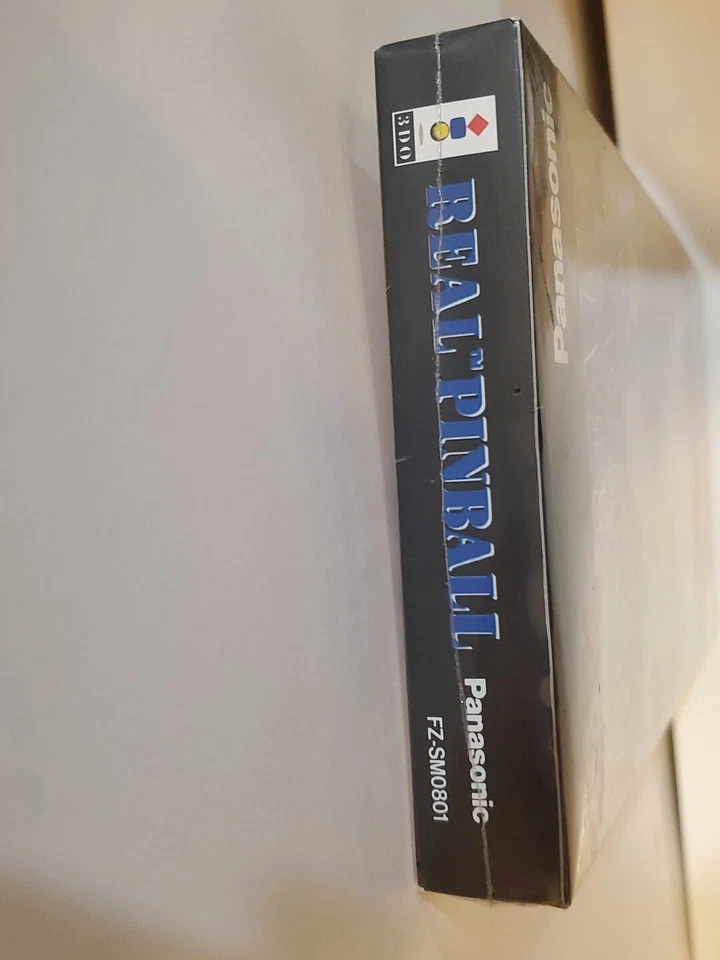 3DO
REAL™ PINBALL
Panasonic
FZ-SM0801
Panasonic